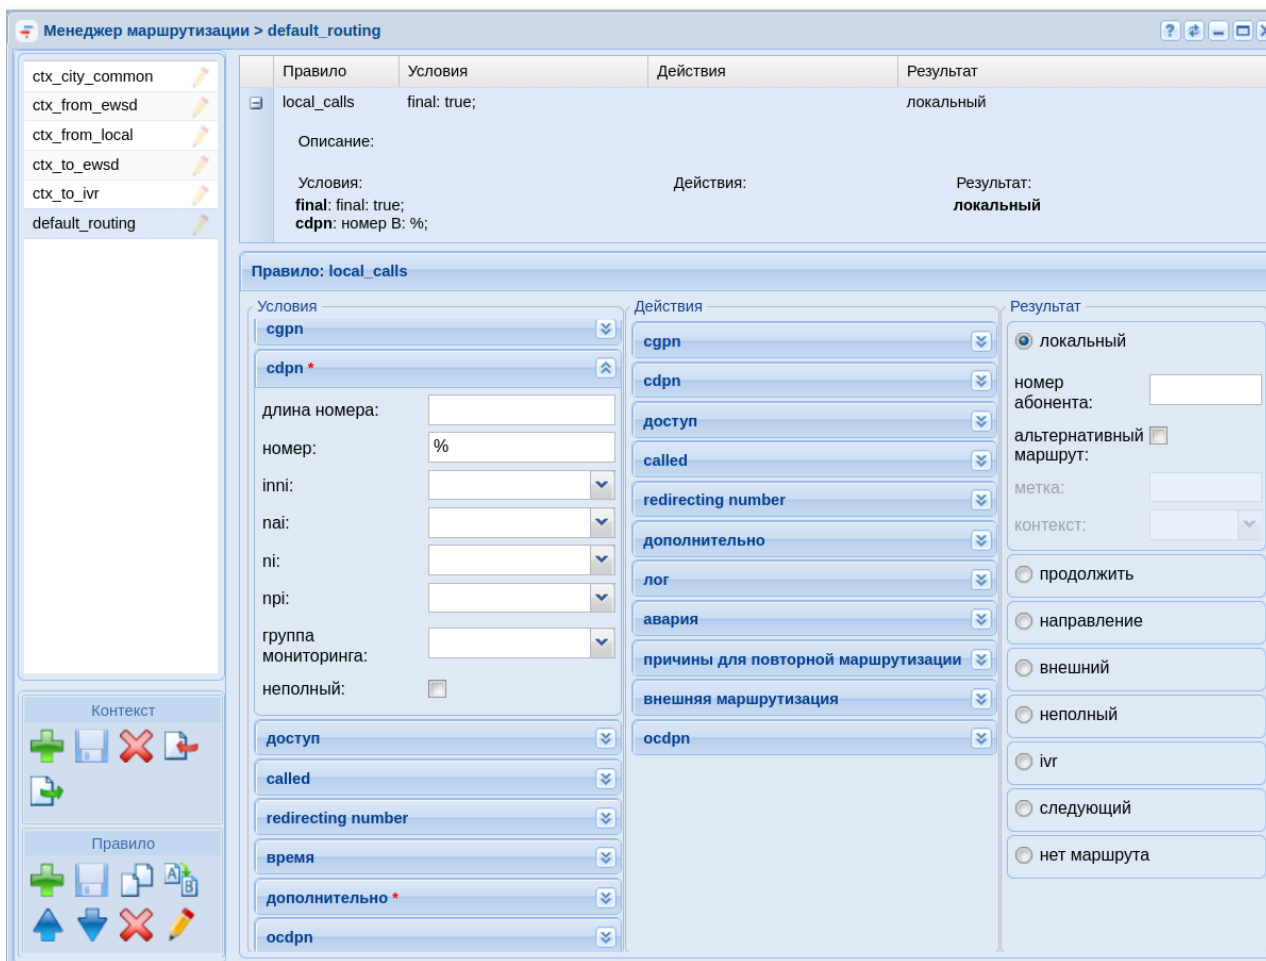 Менеджер маршрутизации > default_routing
ctx_city_common
ctx_from_ewsd
ctx_from_local
ctx_to_ewsd
ctx_to_ivr
default_routing
Контекст
Правило
Правило Условия Действия Результат
local_calls final: true; локальный
Описание:
Условия: Действия: Результат:
final: final: true; локальный
cdpn: номер B: %;
Правило: local_calls
Условия
cgpn
cdpn *
длина номера:
номер: %
inni:
nai:
ni:
npi:
группа
мониторинга:
неполный:
доступ
called
redirecting number
время
дополнительно *
ocdpn
Действия
cgpn
cdpn
доступ
called
redirecting number
дополнительно
лог
авария
причины для повторной маршрутизации
внешняя маршрутизация
ocdpn
Результат
локальный
номер
абонента:
альтернативный
маршрут:
метка:
контекст:
продолжить
направление
внешний
неполный
ivr
следующий
нет маршрута